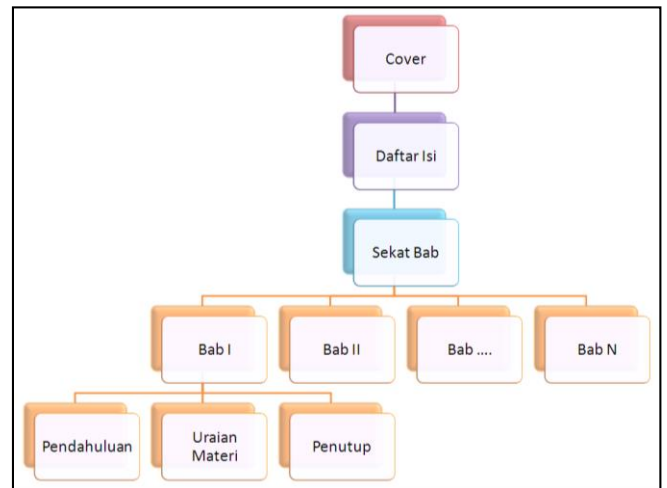 Cover
Daftar Isi
Sekat Bab
Bab I
Bab II
Bab ....
Bab N
Pendahuluan
Uraian
Materi
Penutup